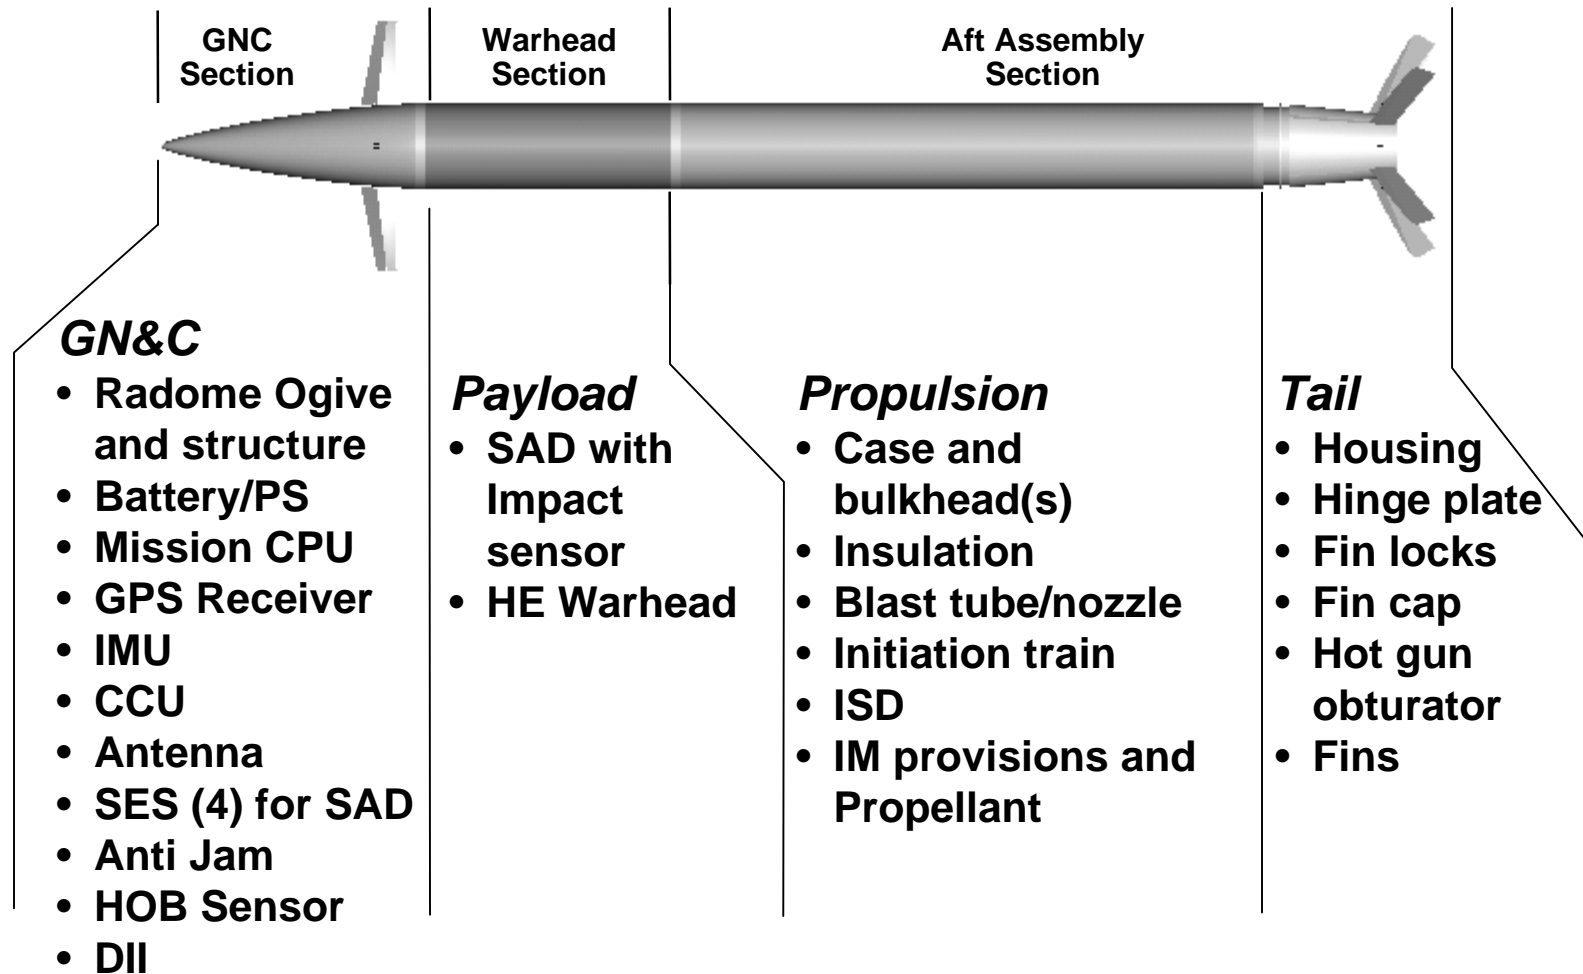 GNC
Section
Warhead
Section
Aft Assembly
Section
GN&C
• Radome Ogive
and structure
• Battery/PS
• Mission CPU
• GPS Receiver
• IMU
• CCU
• Antenna
• SES (4) for SAD
• Anti Jam
• HOB Sensor
• DII
Payload
• SAD with
Impact
sensor
• HE Warhead
Propulsion
• Case and
bulkhead(s)
• Insulation
• Blast tube/nozzle
• Initiation train
• ISD
• IM provisions and
Propellant
Tail
• Housing
• Hinge plate
• Fin locks
• Fin cap
• Hot gun
obturator
• Fins